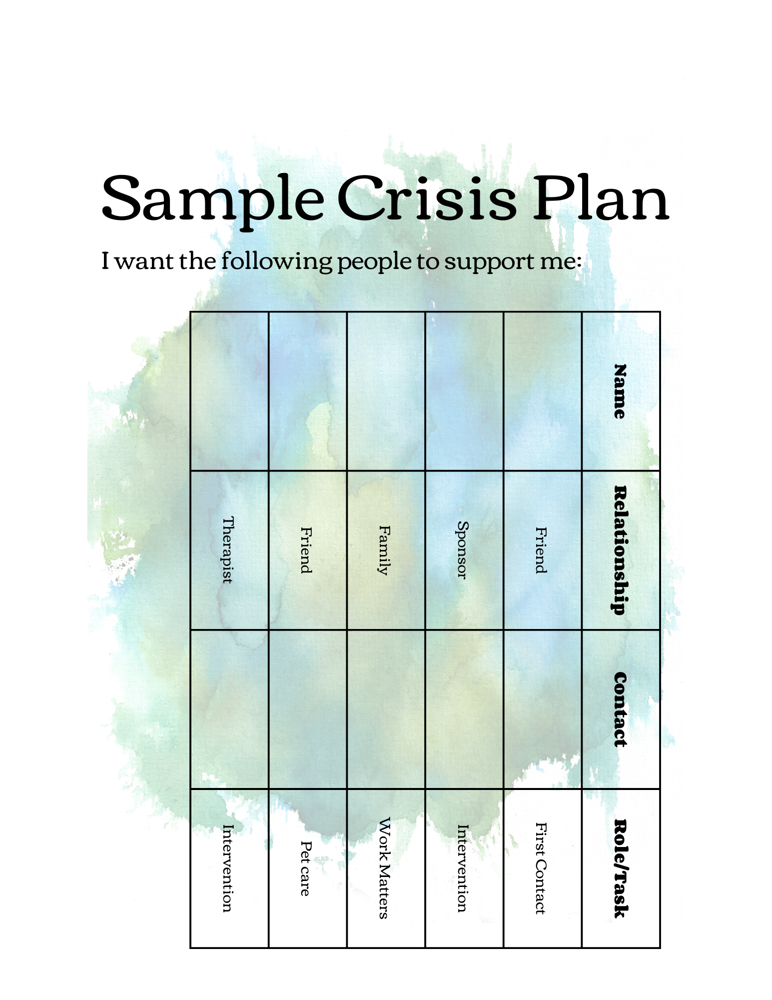 Sample Crisis Plan
I want the following people to support me:
Name Relationship Contact Role/Task
Friend First Contact
Sponsor Intervention
Family Work Matters
Friend Pet care
Therapist Intervention